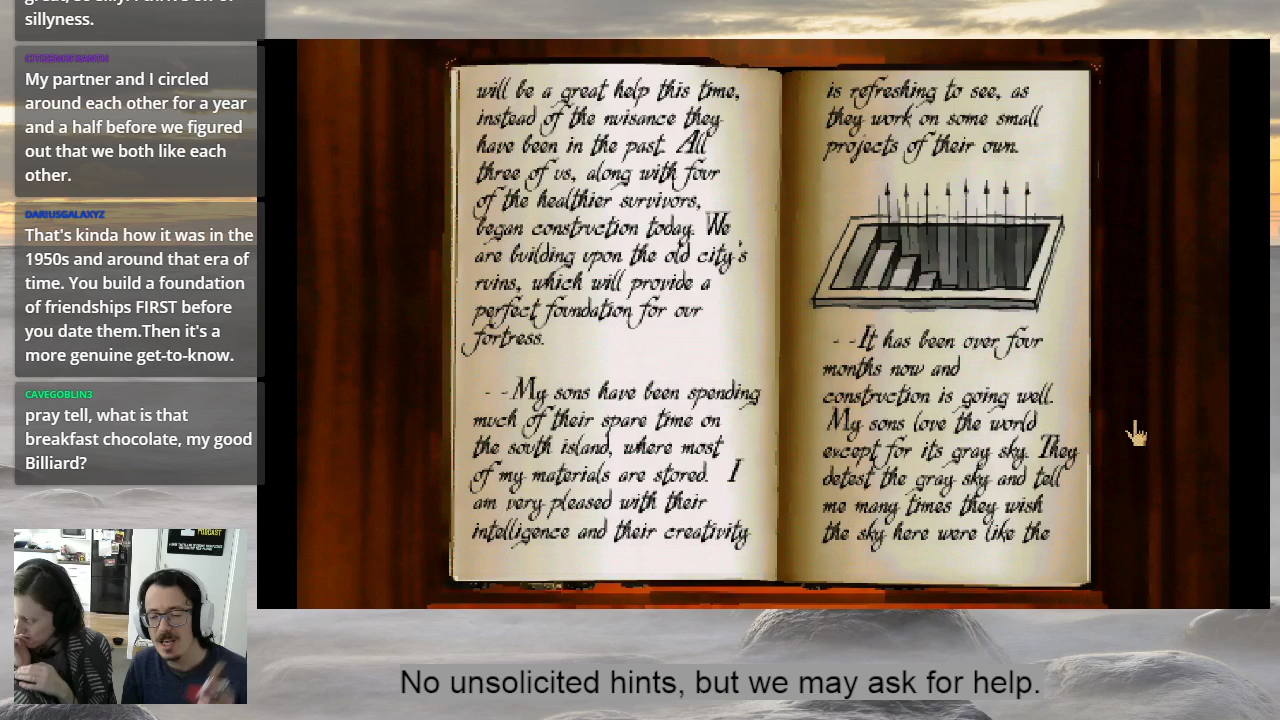 sillyness.
My partner and I circled
around each other for a year
and a half before we figured
out that we both like each
other.
DARIUSGALAXYZ
That's kinda how it was in the
1950s and around that era of
time. You build a foundation
of friendships FIRST before
you date them.Then it's a
more genuine get-to-know.
CAVEGOBLIN3
pray tell, what is that
breakfast chocolate, my good
Billiard?
PODCAST
will be a great help this time,
instead of the nuisance they
have been in the past. All
three of us, along with four
of the healthier survivors,
began construction today. We
are building upon the old city's
ruins, which will provide a
perfect foundation for our
fortress.
--My sons have been spending
much of their spare time on
the south island, where most
of my materials are stored. I
am very pleased with their
intelligence and their creativity
is refreshing to see, as
they work on some small
projects of their own.
--It has been over four
months now and
construction is going well.
My sons love the world
except for its gray sky. They
detest the gray sky and tell
me many times they wish
the sky here were like the
No unsolicited hints, but we may ask for help.